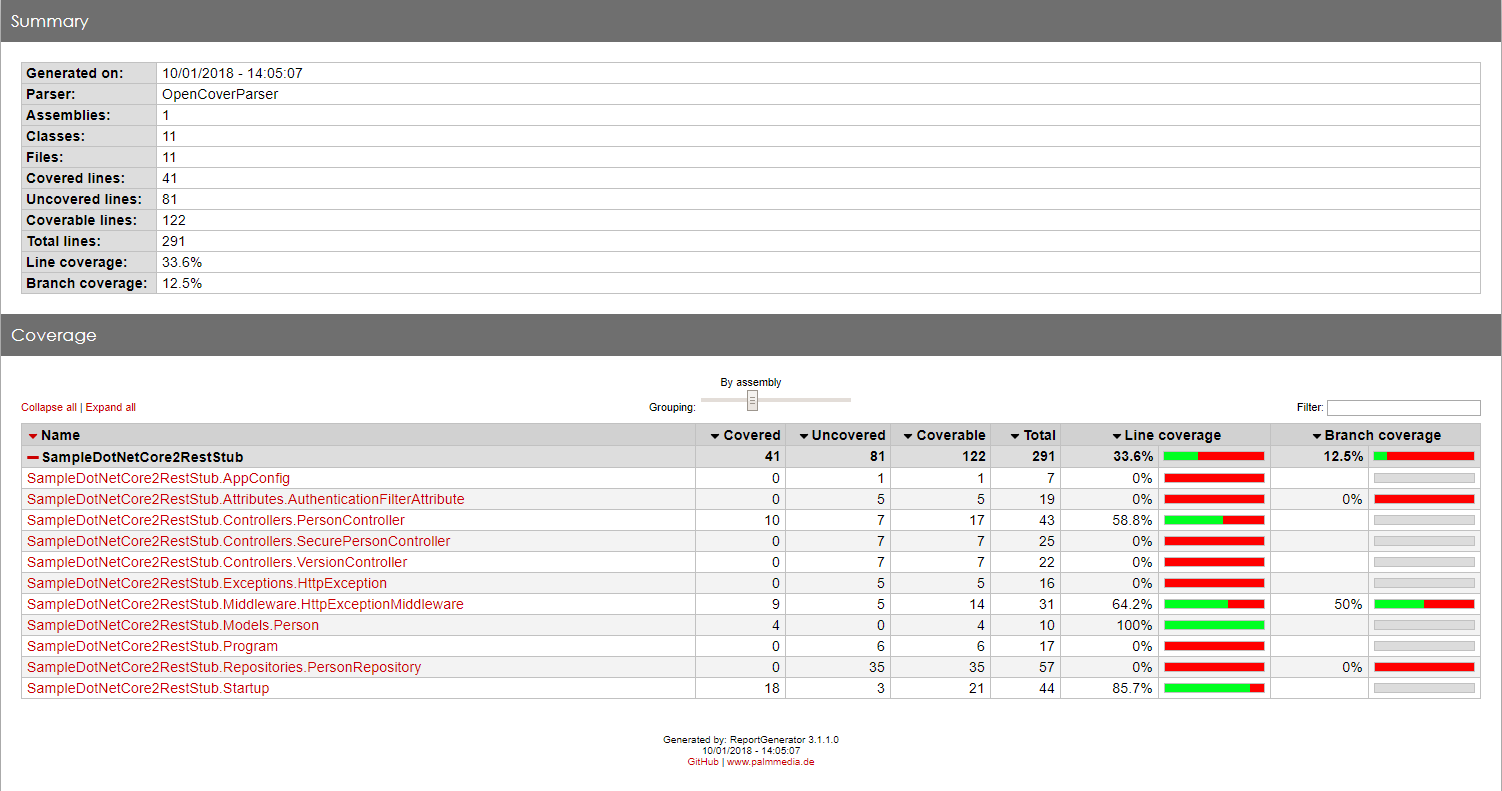 Summary
Generated on: 10/01/2018 - 14:05:07
Parser: OpenCoverParser
Assemblies: 1
Classes: 11
Files: 11
Covered lines: 41
Uncovered lines: 81
Coverable lines: 122
Total lines: 291
Line coverage: 33.6%
Branch coverage: 12.5%
Coverage
By assembly
Collapse all | Expand all Grouping: Filter:
Name Covered Uncovered Coverable Total Line coverage Branch coverage
SampleDotNetCore2RestStub 41 81 122 291 33.6% 12.5%
SampleDotNetCore2RestStub.AppConfig 0 1 1 7 0%
SampleDotNetCore2RestStub.Attributes.AuthenticationFilterAttribute 0 5 5 19 0% 0%
SampleDotNetCore2RestStub.Controllers.PersonController 10 7 17 43 58.8%
SampleDotNetCore2RestStub.Controllers.SecurePersonController 0 7 7 25 0%
SampleDotNetCore2RestStub.Controllers.VersionController 0 7 7 22 0%
SampleDotNetCore2RestStub.Exceptions.HttpException 0 5 5 16 0%
SampleDotNetCore2RestStub.Middleware.HttpExceptionMiddleware 9 5 14 31 64.2% 50%
SampleDotNetCore2RestStub.Models.Person 4 0 4 10 100%
SampleDotNetCore2RestStub.Program 0 6 6 17 0%
SampleDotNetCore2RestStub.Repositories.PersonRepository 0 35 35 57 0% 0%
SampleDotNetCore2RestStub.Startup 18 3 21 44 85.7%
Generated by: ReportGenerator 3.1.1.0
10/01/2018 - 14:05:07
GitHub | www.palmmedia.de